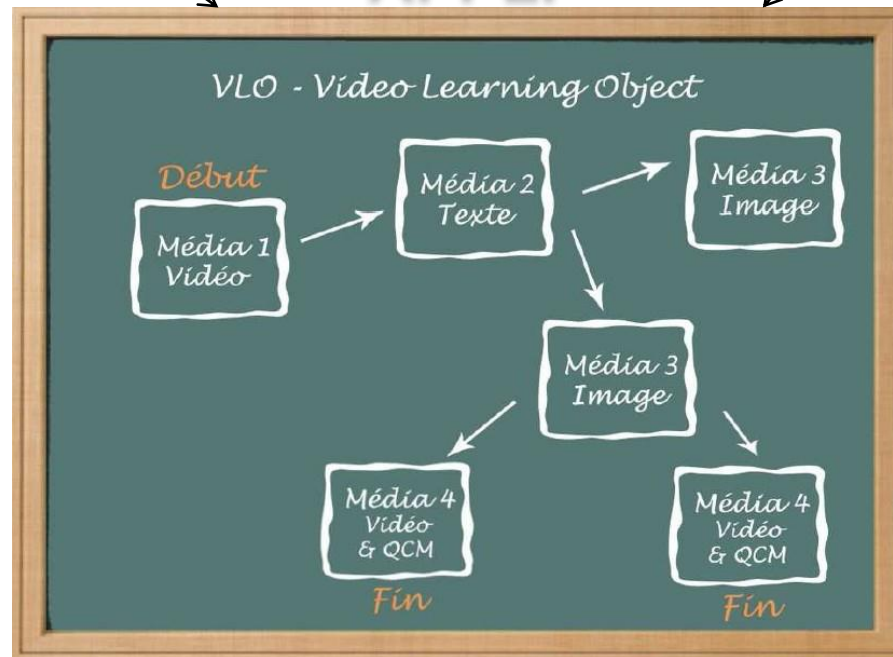 VLO - Vidéo Learning Object
Début
Média 1
Vidéo
Média 2
Texte
Média 3
Image
Média 3
Image
Média 4
Vidéo
& QCM
Fin
Média 4
Vidéo
& QCM
Fin